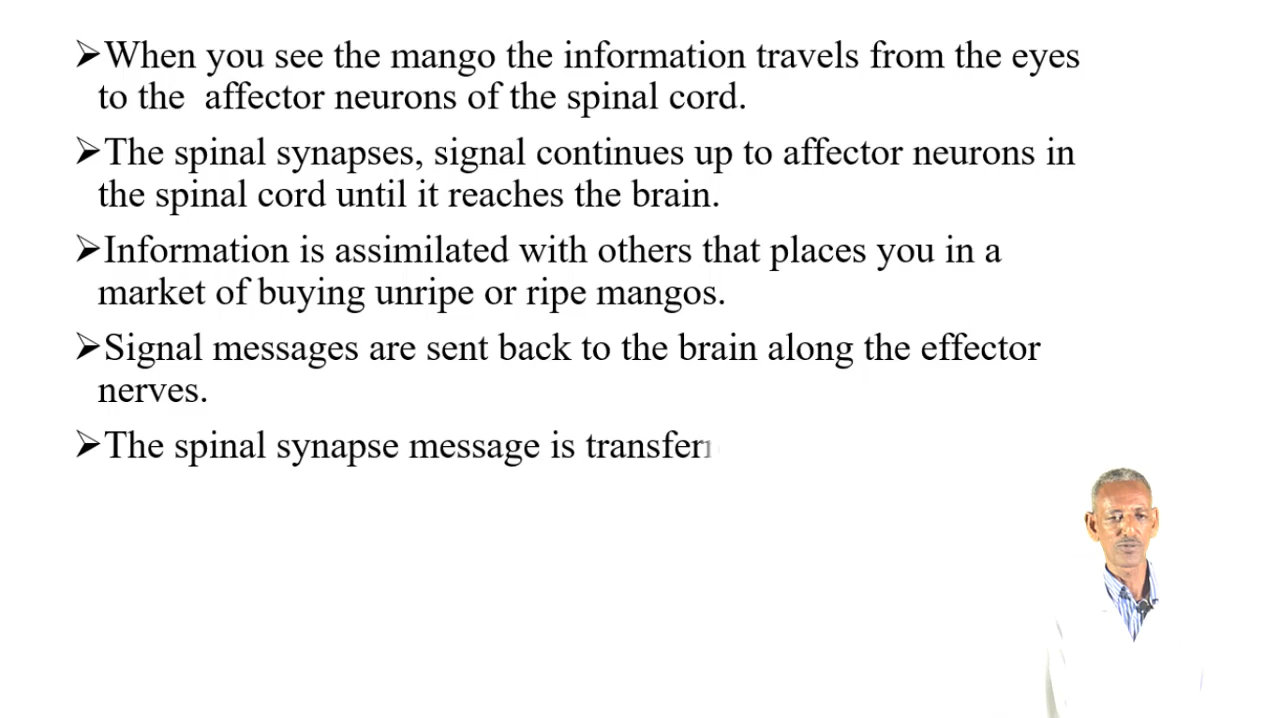 ➢When you see the mango the information travels from the eyes
to the affector neurons of the spinal cord.
➢The spinal synapses, signal continues up to affector neurons in
the spinal cord until it reaches the brain.
➢Information is assimilated with others that places you in a
market of buying unripe or ripe mangos.
➢Signal messages are sent back to the brain along the effector
nerves.
➢The spinal synapse message is